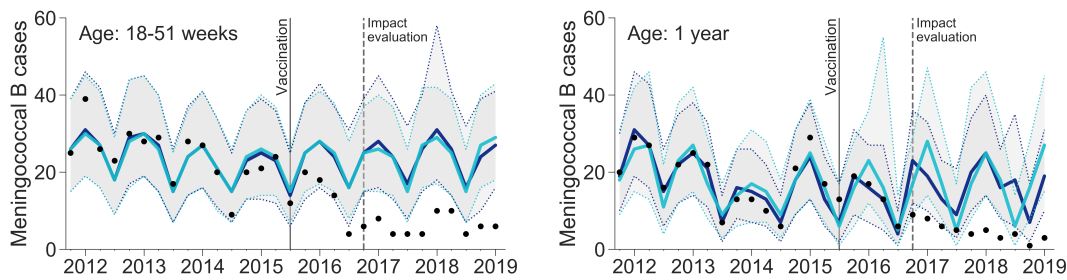 Meningococcal B cases
60
40
20
0
Age: 18-51 weeks
Vaccination
Impact
evaluation
2012 2013 2014 2015 2016 2017 2018 2019
Meningococcal B cases
60
40
20
0
Age: 1 year
Vaccination
Impact
evaluation
2012 2013 2014 2015 2016 2017 2018 2019